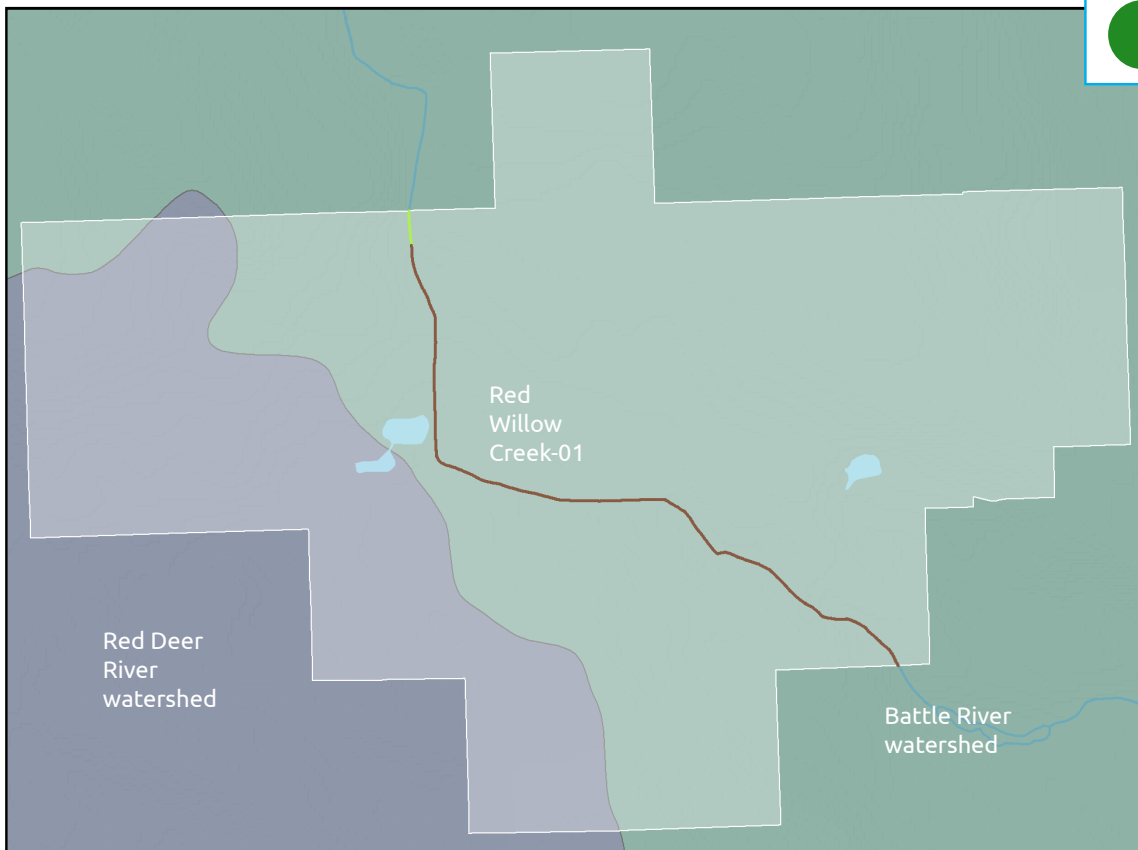 Red
Willow
Creek-01
Red Deer
River
watershed
Battle River
watershed